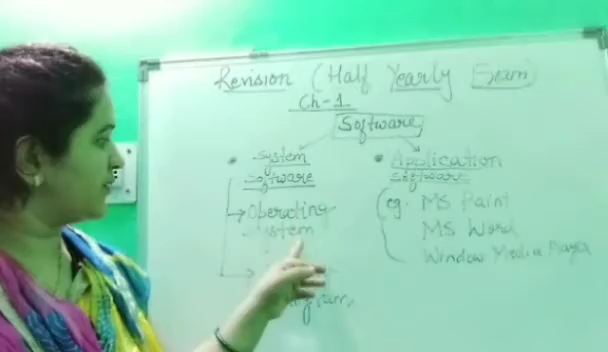 Revision (Half Yearly Exam)
Ch-1
Software
System
Software
Operating
System
Application
Software
eg. MS Paint
MS Word
Window Media Player